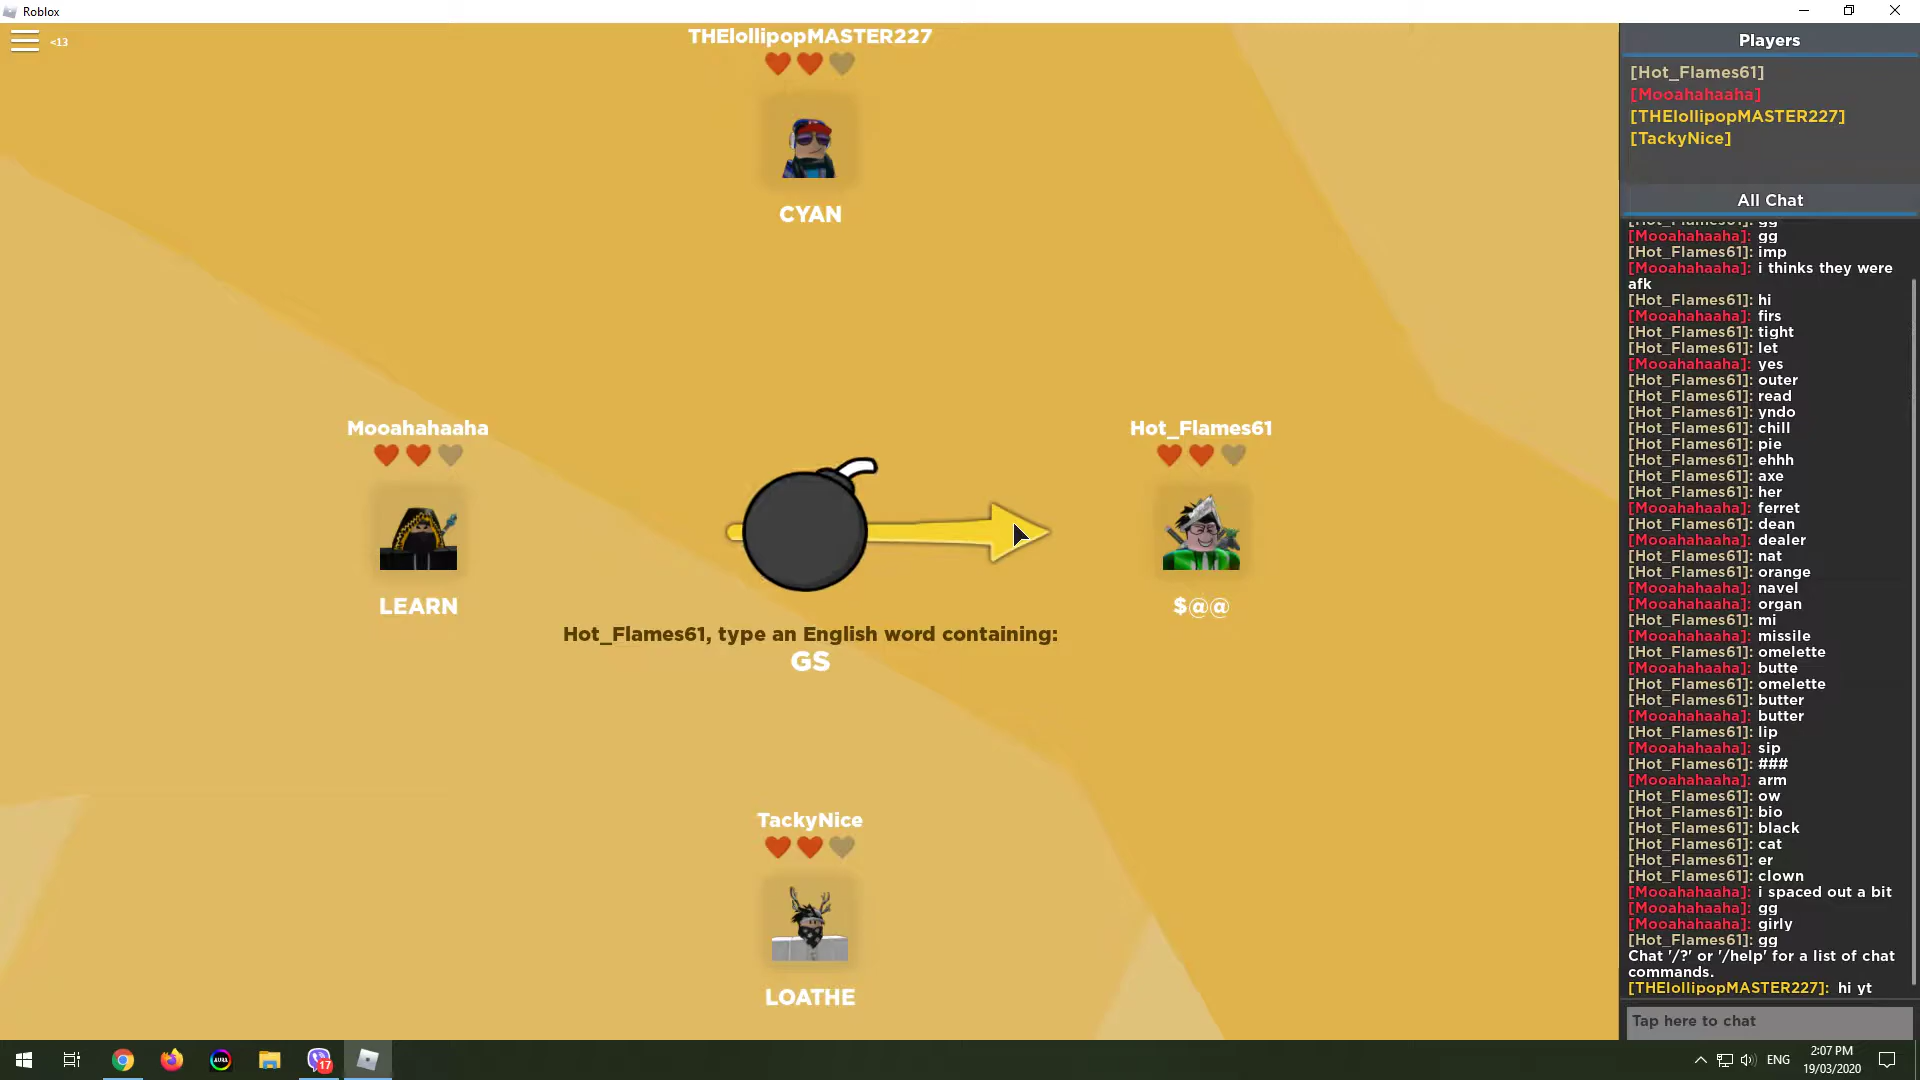 Roblox
<13
THElollipopMASTER227
CYAN
Mooahahaaha
LEARN
Hot_Flames61
$@@
Hot_Flames61, type an English word containing:
GS
TackyNice
LOATHE
Players
[Hot_Flames61]
[Mooahahaaha]
[THElollipopMASTER227]
[TackyNice]
All Chat
[Hot_Flames61]: gg
[Mooahahaaha]: gg
[Hot_Flames61]: imp
[Mooahahaaha]: i thinks they were
afk
[Hot_Flames61]: hi
[Mooahahaaha]: firs
[Hot_Flames61]: tight
[Hot_Flames61]: let
[Mooahahaaha]: yes
[Hot_Flames61]: outer
[Hot_Flames61]: read
[Hot_Flames61]: yndo
[Hot_Flames61]: chill
[Hot_Flames61]: pie
[Hot_Flames61]: ehhh
[Hot_Flames61]: axe
[Hot_Flames61]: her
[Mooahahaaha]: ferret
[Hot_Flames61]: dean
[Mooahahaaha]: dealer
[Hot_Flames61]: nat
[Hot_Flames61]: orange
[Mooahahaaha]: navel
[Mooahahaaha]: organ
[Hot_Flames61]: mi
[Mooahahaaha]: missile
[Hot_Flames61]: omelette
[Mooahahaaha]: butte
[Hot_Flames61]: omelette
[Hot_Flames61]: butter
[Mooahahaaha]: butter
[Hot_Flames61]: lip
[Mooahahaaha]: sip
[Hot_Flames61]: ###
[Mooahahaaha]: arm
[Hot_Flames61]: ow
[Hot_Flames61]: bio
[Hot_Flames61]: black
[Hot_Flames61]: cat
[Hot_Flames61]: er
[Hot_Flames61]: clown
[Mooahahaaha]: i spaced out a bit
[Mooahahaaha]: gg
[Mooahahaaha]: girly
[Hot_Flames61]: gg
Chat '/?' or '/help' for a list of chat
commands.
[THElollipopMASTER227]: hi yt
Tap here to chat
AURA
17
ENG
2:07 PM
19/03/2020